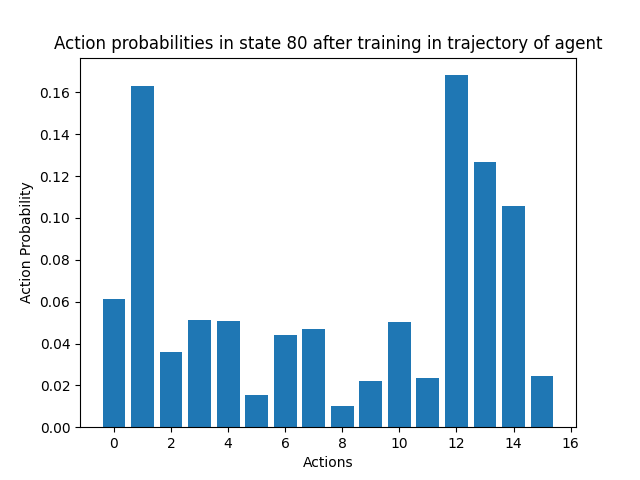 Action probabilities in state 80 after training in trajectory of agent
0.16
0.14
0.12
0.10
0.08
0.06
0.04
0.02
0.00
Action Probability
0 2 4 6 8 10 12 14 16
Actions